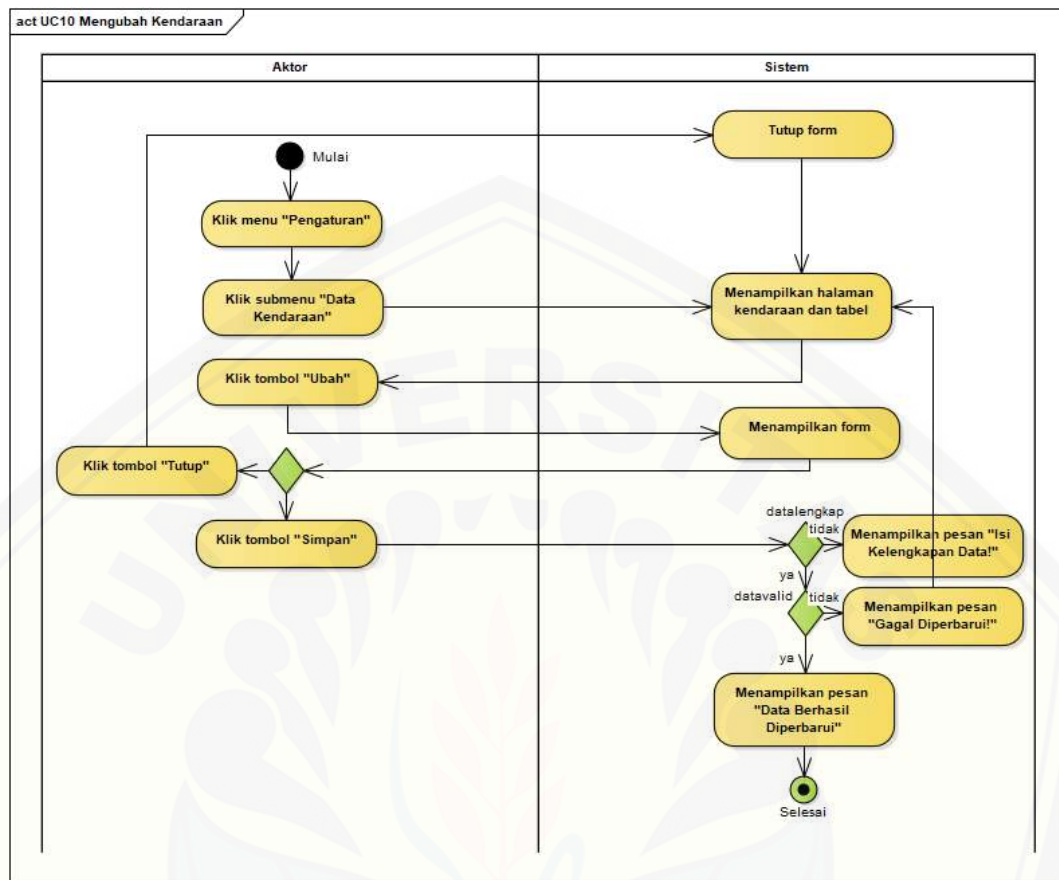 act UC10 Mengubah Kendaraan
Aktor
Sistem
Tutup form
Mulai
Klik menu "Pengaturan"
Klik submenu "Data
Kendaraan"
Menampilkan halaman
kendaraan dan tabel
Klik tombol "Ubah"
Menampilkan form
Klik tombol "Tutup"
Klik tombol "Simpan"
datalengkap
tidak
Menampilkan pesan "Isi
Kelengkapan Data!"
ya
datavalid
tidak
Menampilkan pesan
"Gagal Diperbarui!"
ya
Menampilkan pesan
"Data Berhasil
Diperbarui"
Selesai
UNIVERSITAS